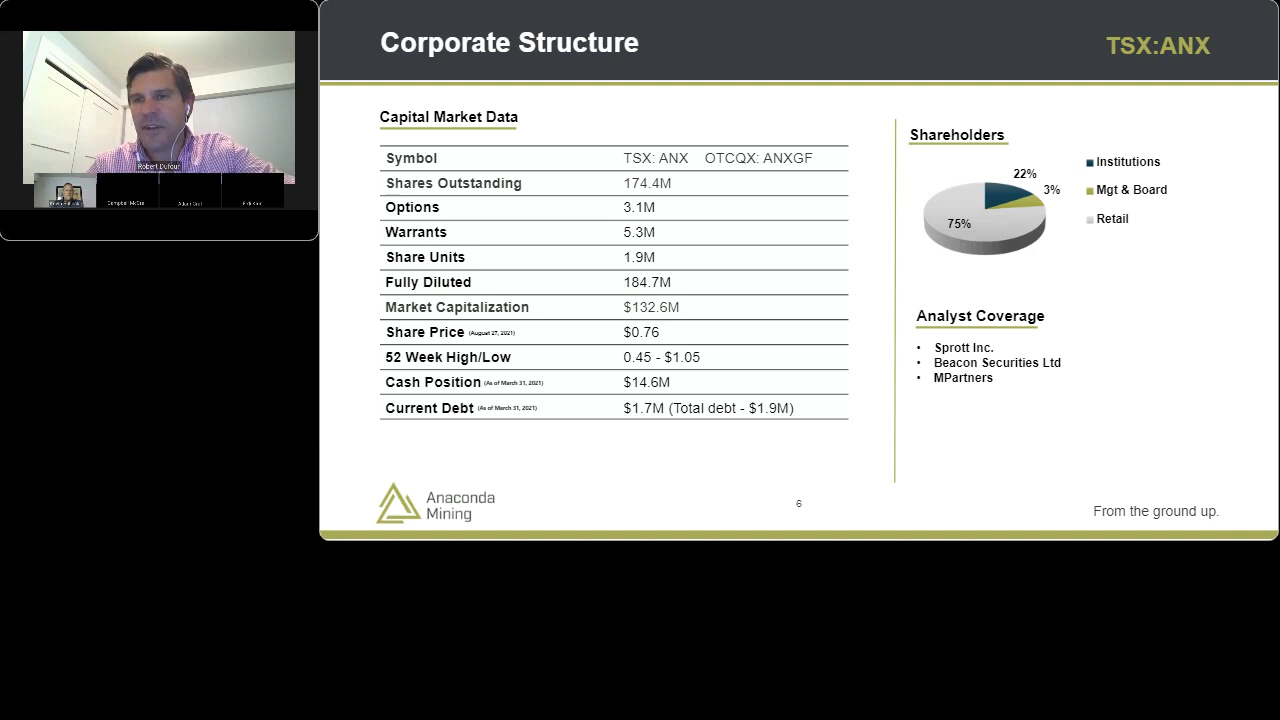 Robert Dufour
Corporate Structure
TSX:ANX
Capital Market Data
Symbol TSX: ANX OTCQX: ANXGF
Shares Outstanding 174.4M
Options 3.1M
Warrants 5.3M
Share Units 1.9M
Fully Diluted 184.7M
Market Capitalization $132.6M
Share Price (August 27, 2021) $0.76
52 Week High/Low 0.45 - $1.05
Cash Position (As of March 31, 2021) $14.6M
Current Debt (As of March 31, 2021) $1.7M (Total debt - $1.9M)
Shareholders
22%
3%
75%
Institutions
Mgt & Board
Retail
Analyst Coverage
• Sprott Inc.
• Beacon Securities Ltd
• MPartners
Anaconda
Mining
6
From the ground up.